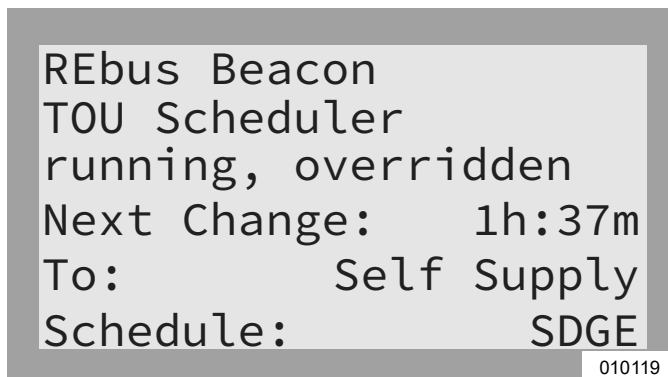 REbus Beacon
TOU Scheduler
running, overridden
Next Change: 1h:37m
To: Self Supply
Schedule: SDGE
010119